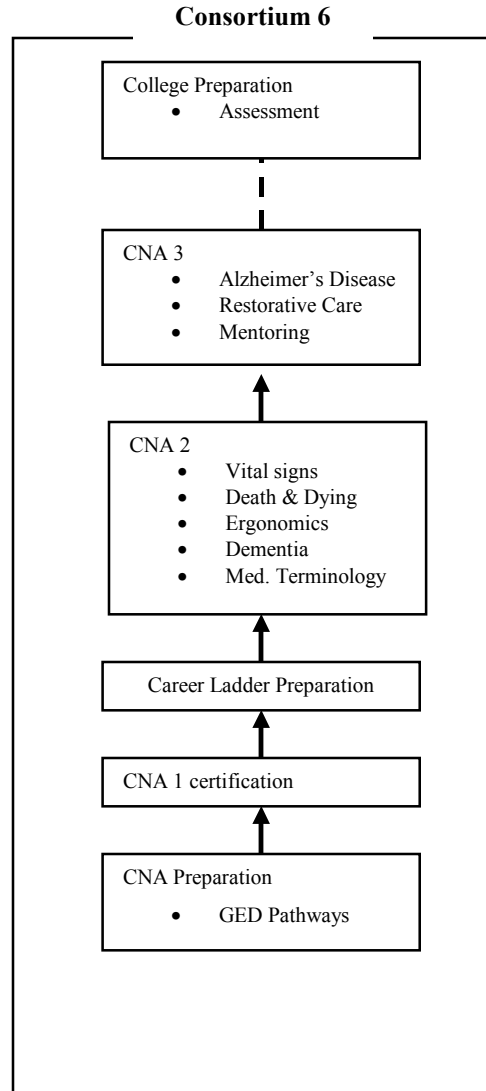 Consortium 6
College Preparation
• Assessment
CNA 3
• Alzheimer’s Disease
• Restorative Care
• Mentoring
CNA 2
• Vital signs
• Death & Dying
• Ergonomics
• Dementia
• Med. Terminology
Career Ladder Preparation
CNA 1 certification
CNA Preparation
• GED Pathways